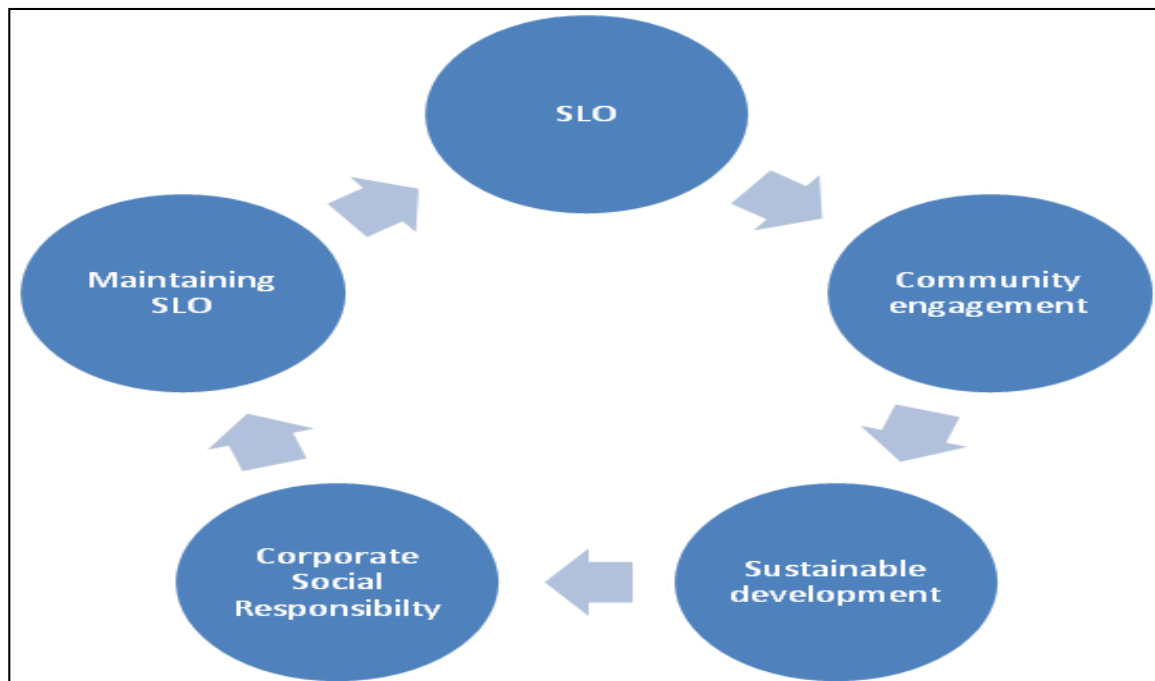 SLO
Community
engagement
Sustainable
development
Corporate
Social
Responsibilty
Maintaining
SLO